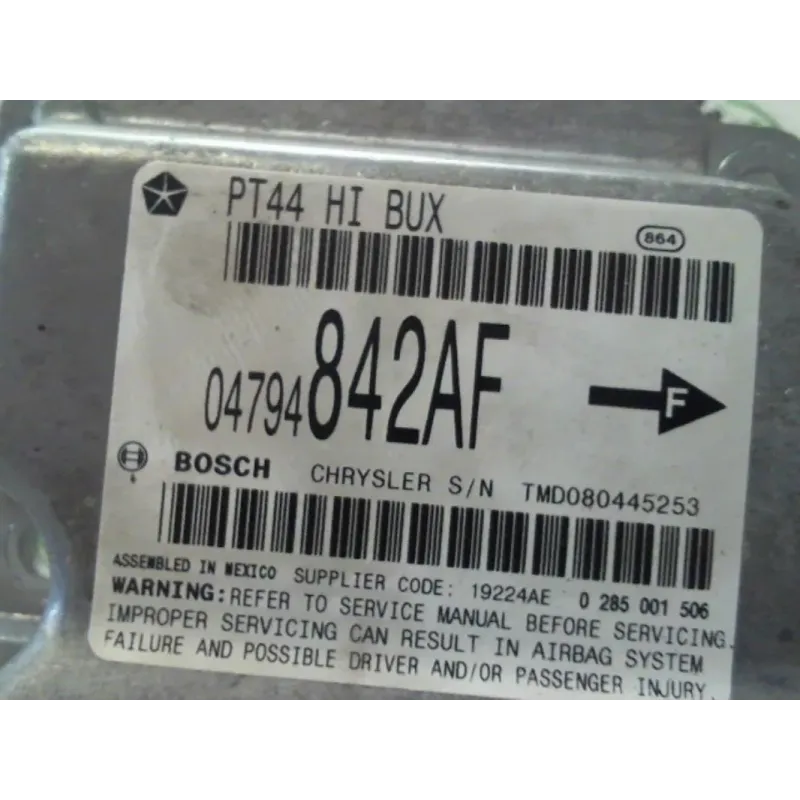 PT44 HI BUX
864
04794842AF
F
BOSCH CHRYSLER S/N TMD080445253
ASSEMBLED IN MEXICO SUPPLIER CODE: 19224AE 0 285 001 506
WARNING: REFER TO SERVICE MANUAL BEFORE SERVICING.
IMPROPER SERVICING CAN RESULT IN AIRBAG SYSTEM
FAILURE AND POSSIBLE DRIVER AND/OR PASSENGER INJURY.